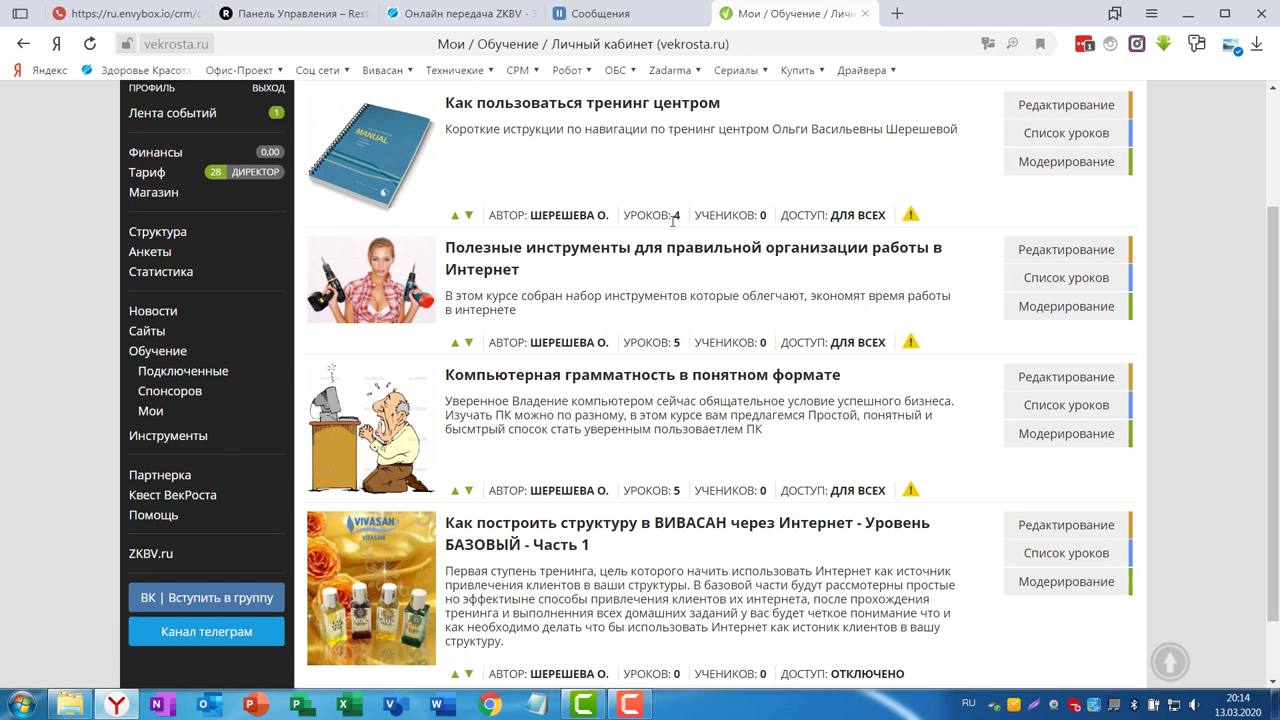 https://ru.envybox.io/crm/c
Панель Управления – Rest
Онлайн передача ZKBV - Э
Сообщения
Мои / Обучение / Личн
vekrosta.ru
Мои / Обучение / Личный кабинет (vekrosta.ru)
Яндекс
Здоровье Красота
Офис-Проект
Соц сети
Вивасан
Техничекие
СРМ
Робот
ОБС
Zadarma
Сериалы
Купить
Драйвера
ПРОФИЛЬ ВЫХОД
Лента событий 1
Финансы 0,00
Тариф 28 ДИРЕКТОР
Магазин
Структура
Анкеты
Статистика
Новости
Сайты
Обучение
Подключенные
Спонсоров
Мои
Инструменты
Партнерка
Квест ВекРоста
Помощь
ZKBV.ru
ВК | Вступить в группу
Канал телеграм
MANUAL
Как пользоваться тренинг центром
Короткие иструкции по навигации по тренинг центром Ольги Васильевны Шерешевой
АВТОР: ШЕРЕШЕВА О. УРОКОВ: 4 УЧЕНИКОВ: 0 ДОСТУП: ДЛЯ ВСЕХ
Редактирование
Список уроков
Модерирование
Полезные инструменты для правильной организации работы в
Интернет
В этом курсе собран набор инструментов которые облегчают, экономят время работы
в интернете
АВТОР: ШЕРЕШЕВА О. УРОКОВ: 5 УЧЕНИКОВ: 0 ДОСТУП: ДЛЯ ВСЕХ
Редактирование
Список уроков
Модерирование
Компьютерная грамматность в понятном формате
Уверенное Владение компьютером сейчас обящательное условие успешного бизнеса.
Изучать ПК можно по разному, в этом курсе вам предлагемся Простой, понятный и
бысмтрый спосок стать уверенным пользоваетлем ПК
АВТОР: ШЕРЕШЕВА О. УРОКОВ: 5 УЧЕНИКОВ: 0 ДОСТУП: ДЛЯ ВСЕХ
Редактирование
Список уроков
Модерирование
VIVASAN
VITASAN
Как построить структуру в ВИВАСАН через Интернет - Уровень
БАЗОВЫЙ - Часть 1
Первая ступень тренинга, цель которого начить использовать Интернет как источник
привлечения клиентов в ваши структуры. В базовой части будут рассмотерны простые
но эффектиыне способы привлечения клиентов их интернета, после прохождения
тренинга и выполнения всех домашних заданий у вас будет четкое понимание что и
как необходимо делать что бы использовать Интернет как истоник клиентов в вашу
структуру.
АВТОР: ШЕРЕШЕВА О. УРОКОВ: 0 УЧЕНИКОВ: 0 ДОСТУП: ОТКЛЮЧЕНО
Редактирование
Список уроков
Модерирование
RU
20:14
13.03.2020